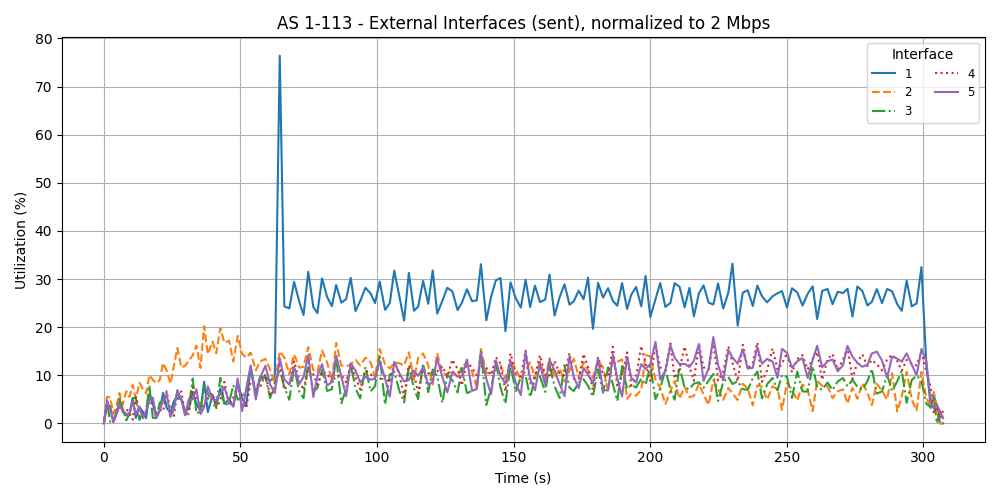 AS 1-113 - External Interfaces (sent), normalized to 2 Mbps
Utilization (%)
80
70
60
50
40
30
20
10
0
0 50 100 150 200 250 300
Time (s)
Interface
1 4
2 5
3